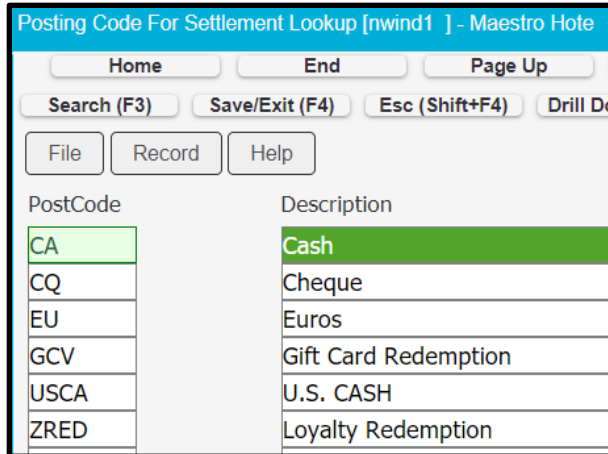 Posting Code For Settlement Lookup [nwind1 ] - Maestro Hote
Home End Page Up
Search (F3) Save/Exit (F4) Esc (Shift+F4) Drill Do
File Record Help
PostCode Description
CA Cash
CQ Cheque
EU Euros
GCV Gift Card Redemption
USCA U.S. CASH
ZRED Loyalty Redemption